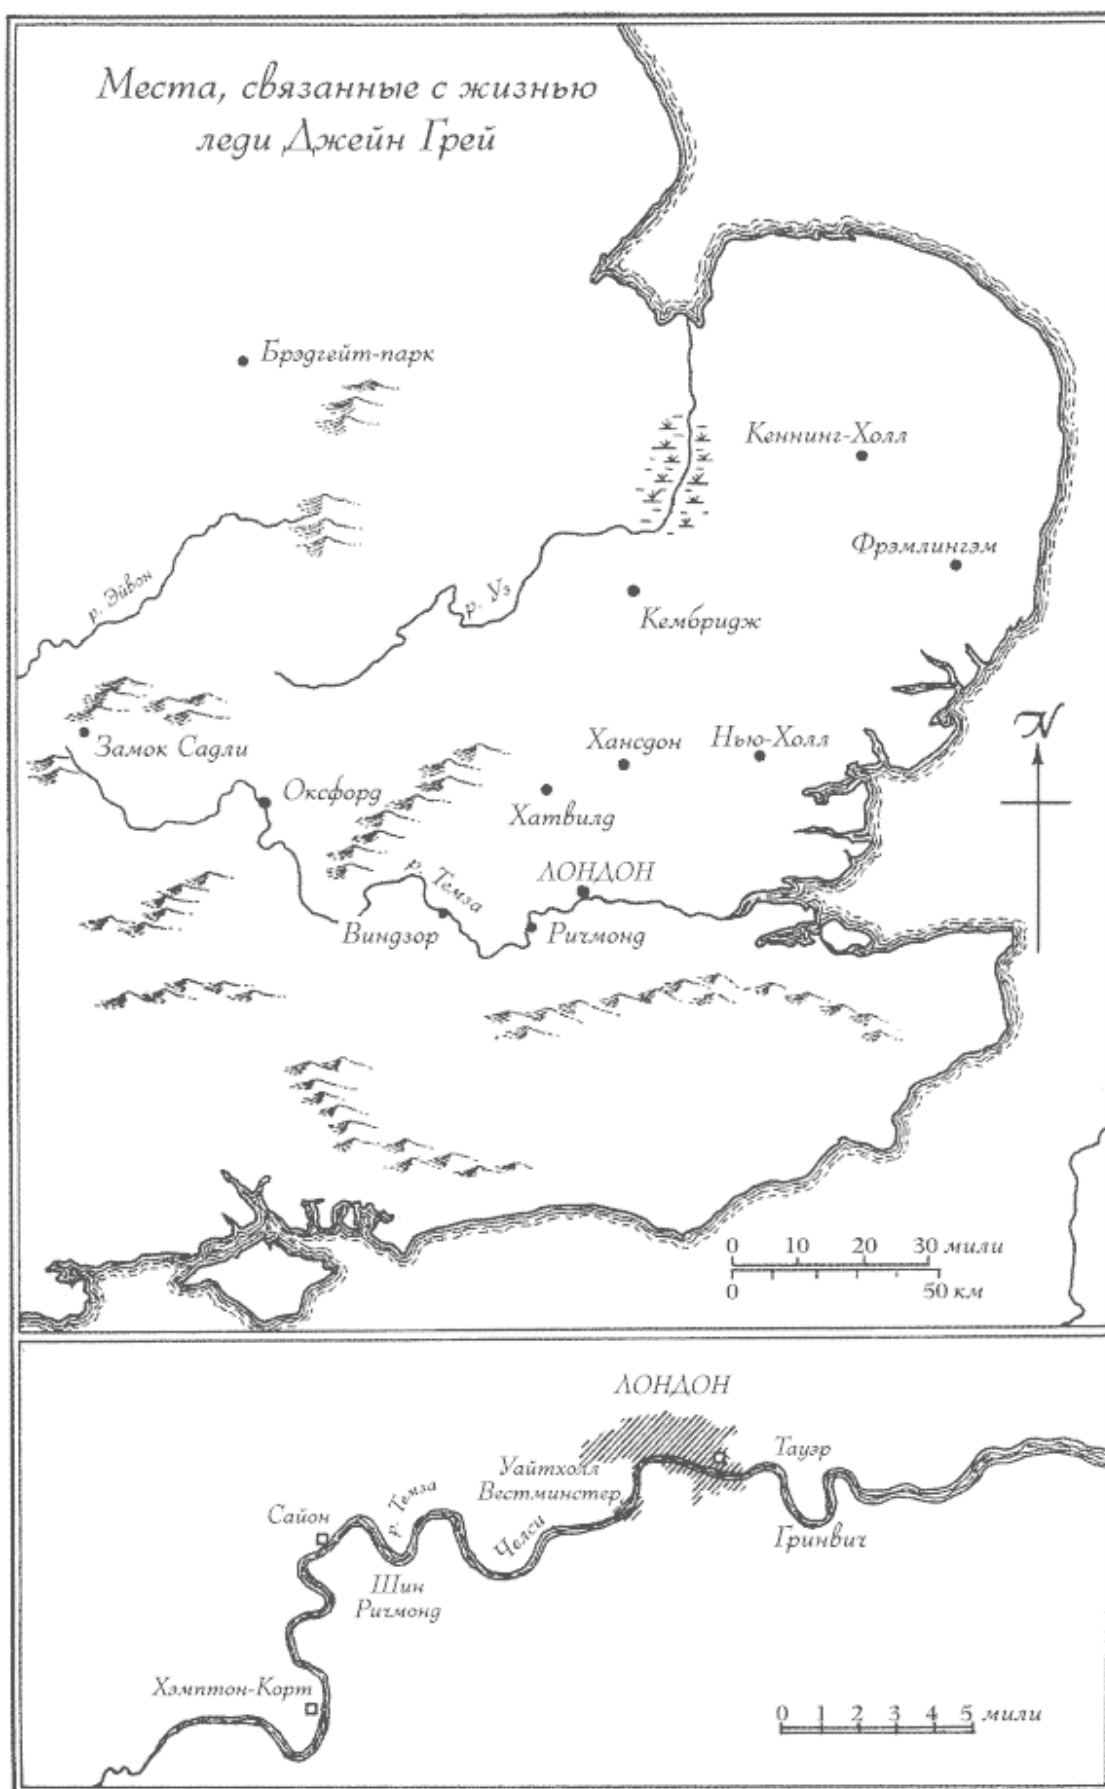 Места, связанные с жизнью
леди Джейн Грей
Брэдгейт-парк
Кеннинг-Холл
Фрэмлингэм
р. Эйвон
р. Уз
Кембридж
Замок Садли
Хансдон
Нью-Холл
N
Оксфорд
Хатвилд
р. Темза
ЛОНДОН
Виндзор
Ричмонд
0 10 20 30 мили
0 50 км
ЛОНДОН
Уайтхолл
Вестминстер
Тауэр
р. Темза
Сайон
Челси
Гринвич
Шин
Ричмонд
Хэмптон-Корт
0 1 2 3 4 5 мили